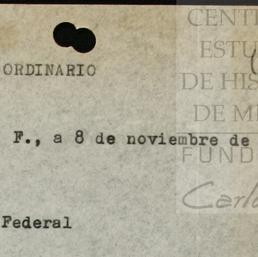 CENT
ESTU
DE HIS
DE M
FUND
Carl
ORDINARIO
F., a 8 de noviembre de
Federal